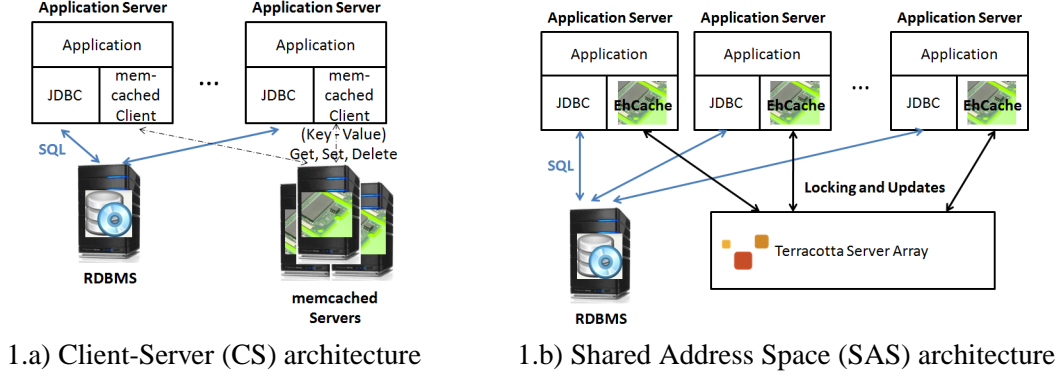 Application Server
Application Server
Application
JDBC
mem-
cached
Client
...
Application
JDBC
mem-
cached
Client
(Key - Value)
Get, Set, Delete
SQL
RDBMS
memcached
Servers
1.a) Client-Server (CS) architecture
Application Server
Application Server
Application Server
Application
JDBC
EhCache
Application
JDBC
EhCache
...
Application
JDBC
EhCache
SQL
Locking and Updates
Terracotta Server Array
RDBMS
1.b) Shared Address Space (SAS) architecture